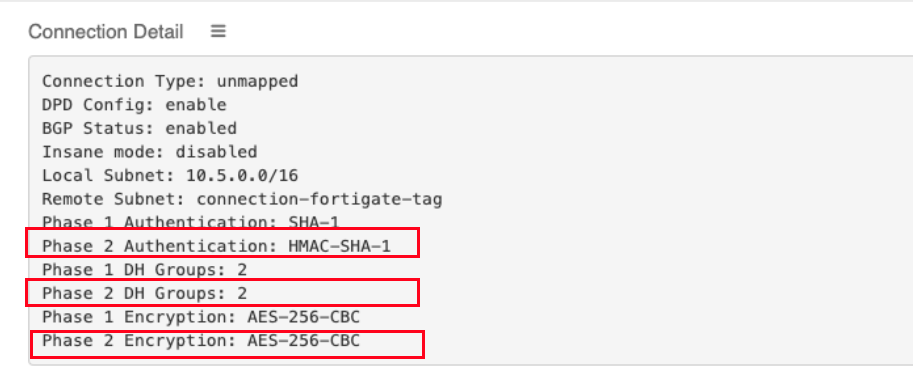 Connection Detail
Connection Type: unmapped
DPD Config: enable
BGP Status: enabled
Insane mode: disabled
Local Subnet: 10.5.0.0/16
Remote Subnet: connection-fortigate-tag
Phase 1 Authentication: SHA-1
Phase 2 Authentication: HMAC-SHA-1
Phase 1 DH Groups: 2
Phase 2 DH Groups: 2
Phase 1 Encryption: AES-256-CBC
Phase 2 Encryption: AES-256-CBC